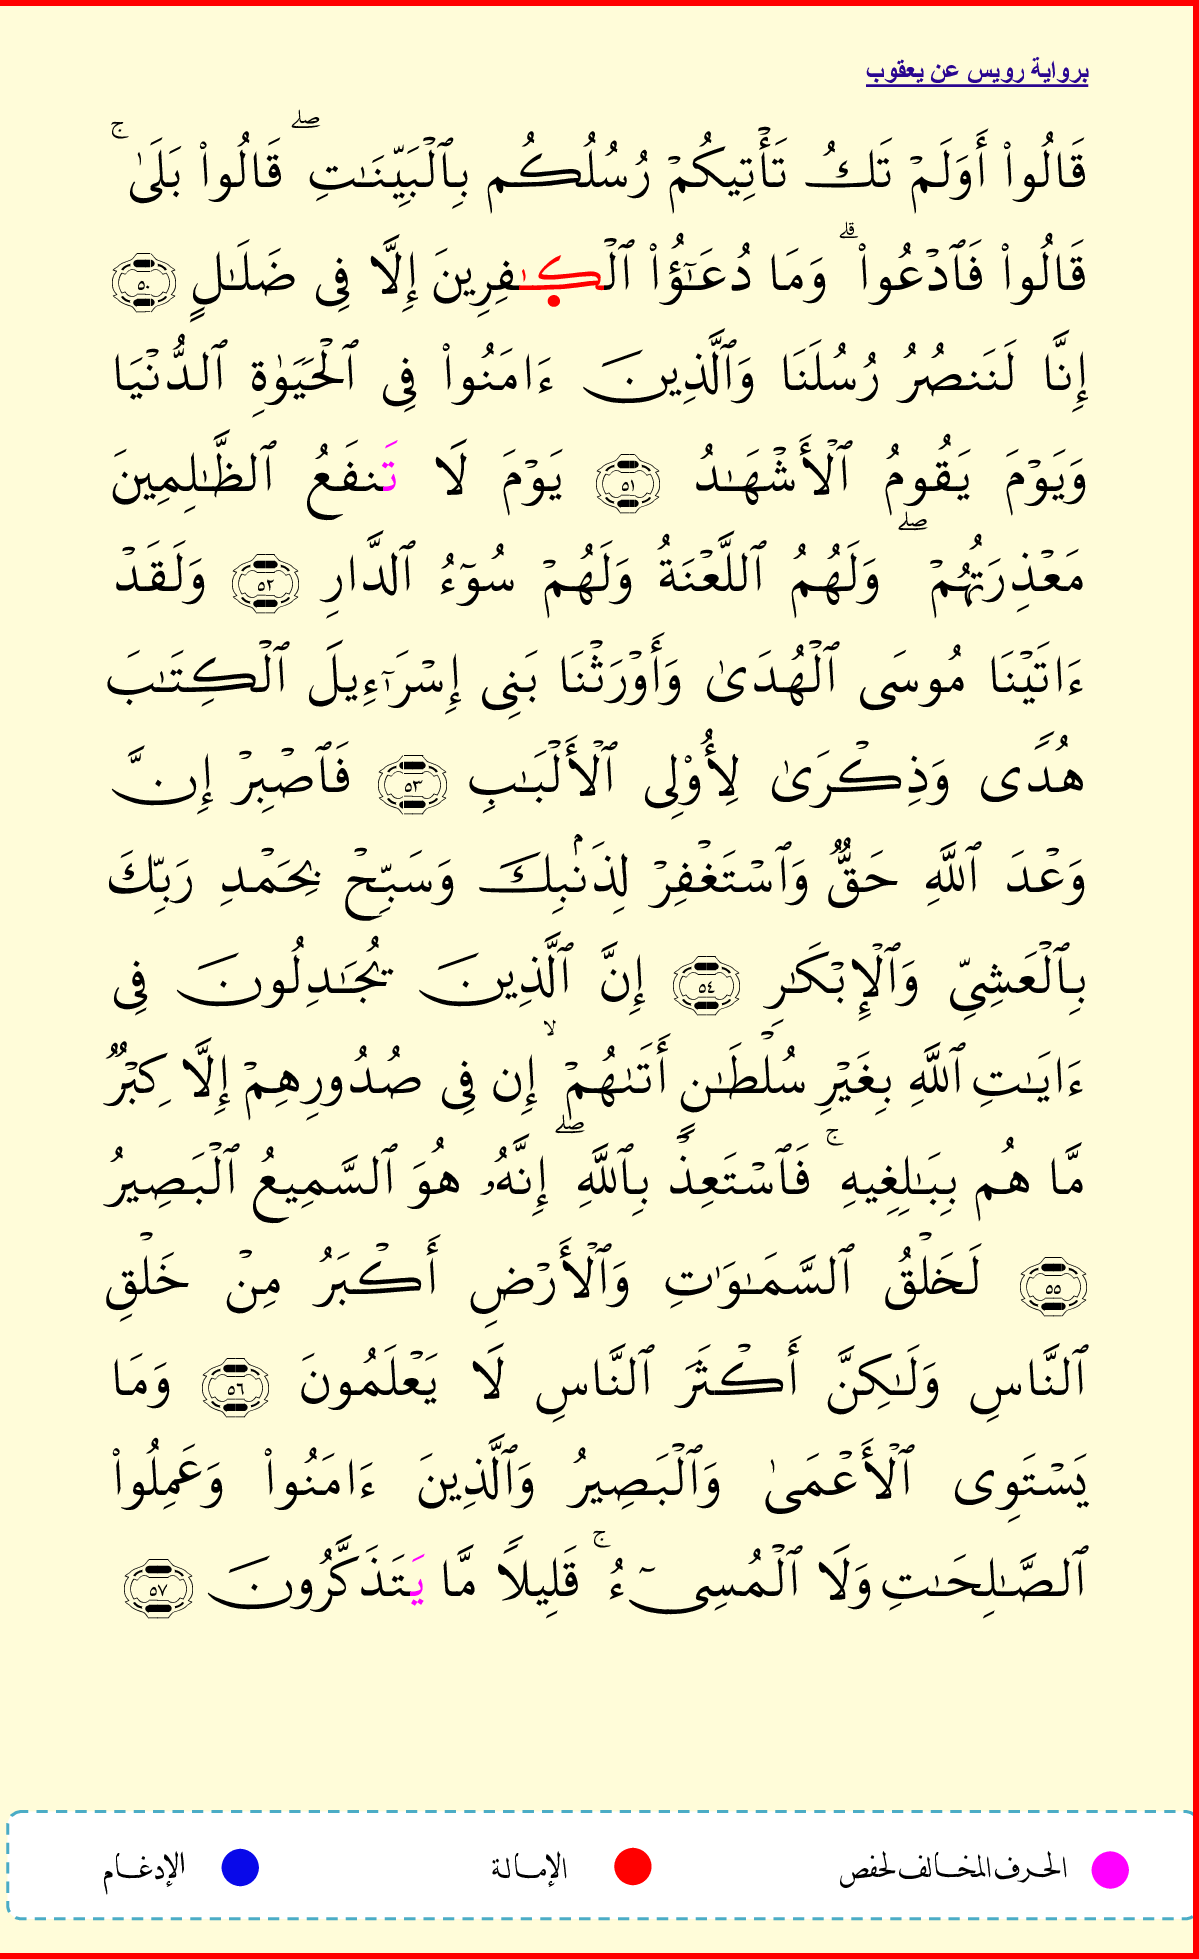 برواية رويس عن يعقوب
قَالُوا۟ أَوَلَمْ تَكُ تَأْتِيكُمْ رُسُلُكُم بِٱلْبَيِّنَـٰتِ ۖ قَالُوا۟ بَلَىٰ ۚ
قَالُوا۟ فَٱدْعُوا۟ ۗ وَمَا دُعَـٰٓؤُا۟ ٱلْكَـٰفِرِينَ إِلَّا فِى ضَلَـٰلٍ ٥٠
إِنَّا لَنَنصُرُ رُسُلَنَا وَٱلَّذِينَ ءَامَنُوا۟ فِى ٱلْحَيَوٰةِ ٱلدُّنْيَا
وَيَوْمَ يَقُومُ ٱلْأَشْهَـٰدُ ٥١ يَوْمَ لَا تَنفَعُ ٱلظَّـٰلِمِينَ
مَعْذِرَتُهُمْ ۖ وَلَهُمُ ٱللَّعْنَةُ وَلَهُمْ سُوٓءُ ٱلدَّارِ ٥٢ وَلَقَدْ
ءَاتَيْنَا مُوسَى ٱلْهُدَىٰ وَأَوْرَثْنَا بَنِى إِسْرَٰٓءِيلَ ٱلْكِتَـٰبَ
هُدًى وَذِكْرَىٰ لِأُو۟لِى ٱلْأَلْبَـٰبِ ٥٣ فَٱصْبِرْ إِنَّ
وَعْدَ ٱللَّهِ حَقٌّ وَٱسْتَغْفِرْ لِذَنۢبِكَ وَسَبِّحْ بِحَمْدِ رَبِّكَ
بِٱلْعَشِىِّ وَٱلْإِبْكَـٰرِ ٥٤ إِنَّ ٱلَّذِينَ يُجَـٰدِلُونَ فِى
ءَايَـٰتِ ٱللَّهِ بِغَيْرِ سُلْطَـٰنٍ أَتَىٰهُمْ ۙ إِن فِى صُدُورِهِمْ إِلَّا كِبْرٌ
مَّا هُم بِبَـٰلِغِيهِ ۚ فَٱسْتَعِذْ بِٱللَّهِ ۖ إِنَّهُۥ هُوَ ٱلسَّمِيعُ ٱلْبَصِيرُ
٥٥ لَخَلْقُ ٱلسَّمَـٰوَٰتِ وَٱلْأَرْضِ أَكْبَرُ مِنْ خَلْقِ
ٱلنَّاسِ وَلَـٰكِنَّ أَكْثَرَ ٱلنَّاسِ لَا يَعْلَمُونَ ٥٦ وَمَا
يَسْتَوِى ٱلْأَعْمَىٰ وَٱلْبَصِيرُ وَٱلَّذِينَ ءَامَنُوا۟ وَعَمِلُوا۟
ٱلصَّـٰلِحَـٰتِ وَلَا ٱلْمُسِىٓءُ ۚ قَلِيلًا مَّا يَتَذَكَّرُونَ ٥٧
الحرف المخالف لحفص الإمالة الإدغام